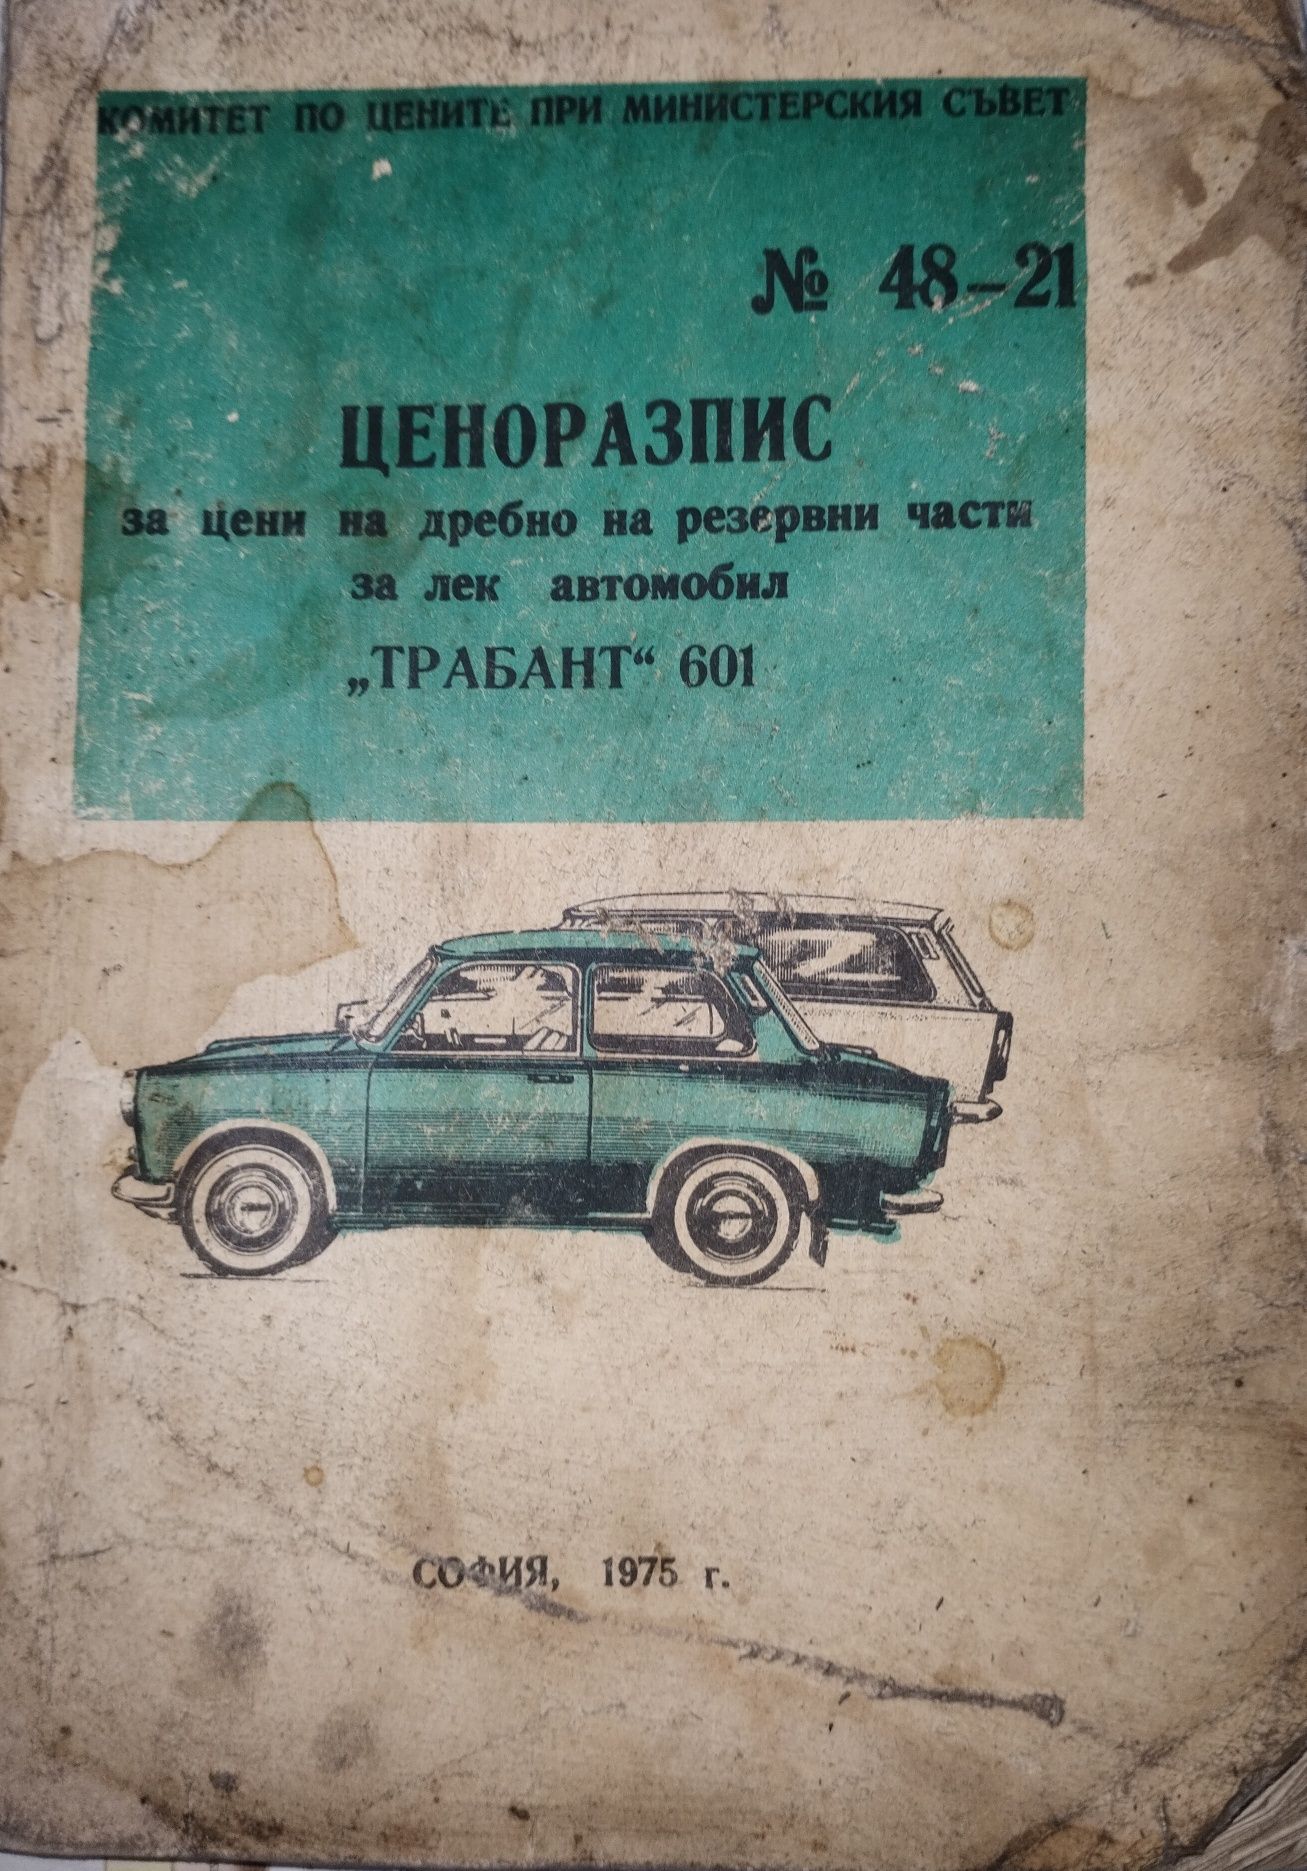 КОМИТЕТ ПО ЦЕНИТЕ ПРИ МИНИСТЕРСКИЯ СЪВЕТ
№ 48–21
ЦЕНОРАЗПИС
за цени на дребно на резервни части
за лек автомобил
„ТРАБАНТ“ 601
СОФИЯ, 1975 г.